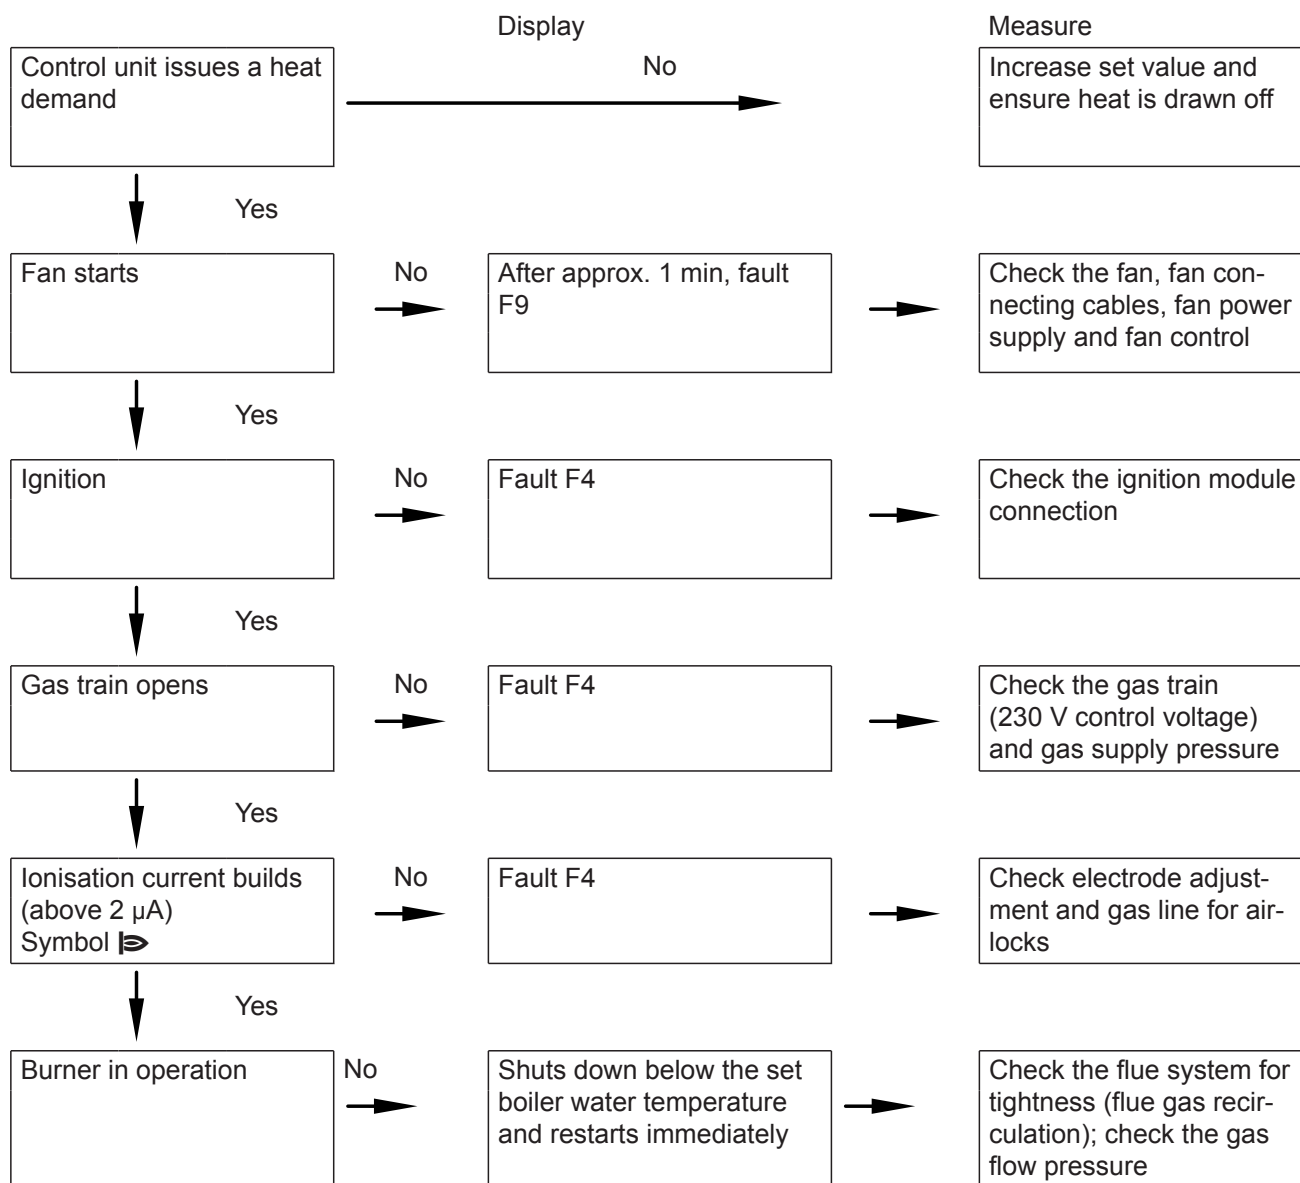 Display
Measure
Control unit issues a heat
demand
No
Increase set value and
ensure heat is drawn off
Yes
Fan starts
No
After approx. 1 min, fault
F9
Check the fan, fan con-
necting cables, fan power
supply and fan control
Yes
Ignition
No
Fault F4
Check the ignition module
connection
Yes
Gas train opens
No
Fault F4
Check the gas train
(230 V control voltage)
and gas supply pressure
Yes
Ionisation current builds
(above 2 μA)
Symbol
No
Fault F4
Check electrode adjust-
ment and gas line for air-
locks
Yes
Burner in operation
No
Shuts down below the set
boiler water temperature
and restarts immediately
Check the flue system for
tightness (flue gas recir-
culation); check the gas
flow pressure